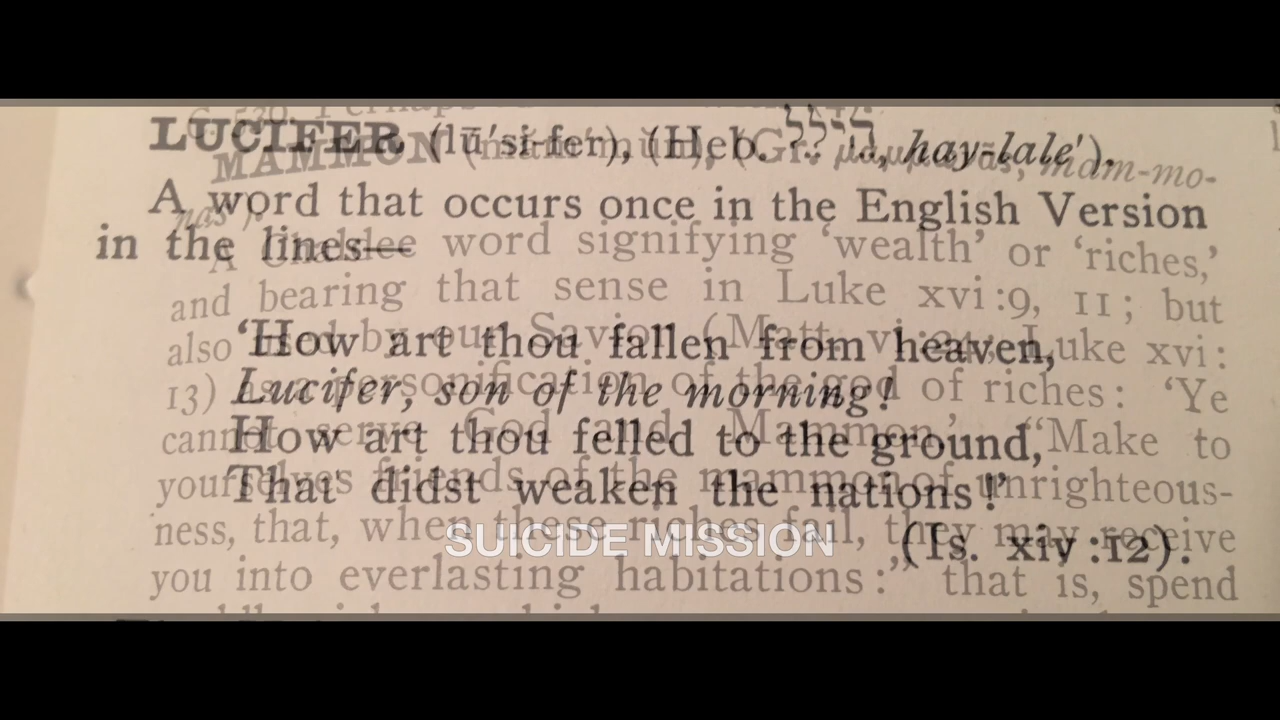 LUCIFER (lū'si-fer), (Heb. hay-lale').
A word that occurs once in the English Version
in the lines—
‘How art thou fallen from heaven,
Lucifer, son of the morning!
How art thou felled to the ground,
That didst weaken the nations!’
(Is. xiv:12).
MAMMON (Gr. mam-mo-
nas').
A Chaldee word signifying ‘wealth’ or ‘riches,’
and bearing that sense in Luke xvi:9, 11; but
also used by our Savior (Matt. Luke xvi:
13) as a personification of the god of riches: ‘Ye
cannot serve God and Mammon.’ “Make to
yourselves friends of the mammon of unrighteous-
ness, that, when these riches fail, they may receive
you into everlasting habitations:” that is, spend
SUICIDE MISSION